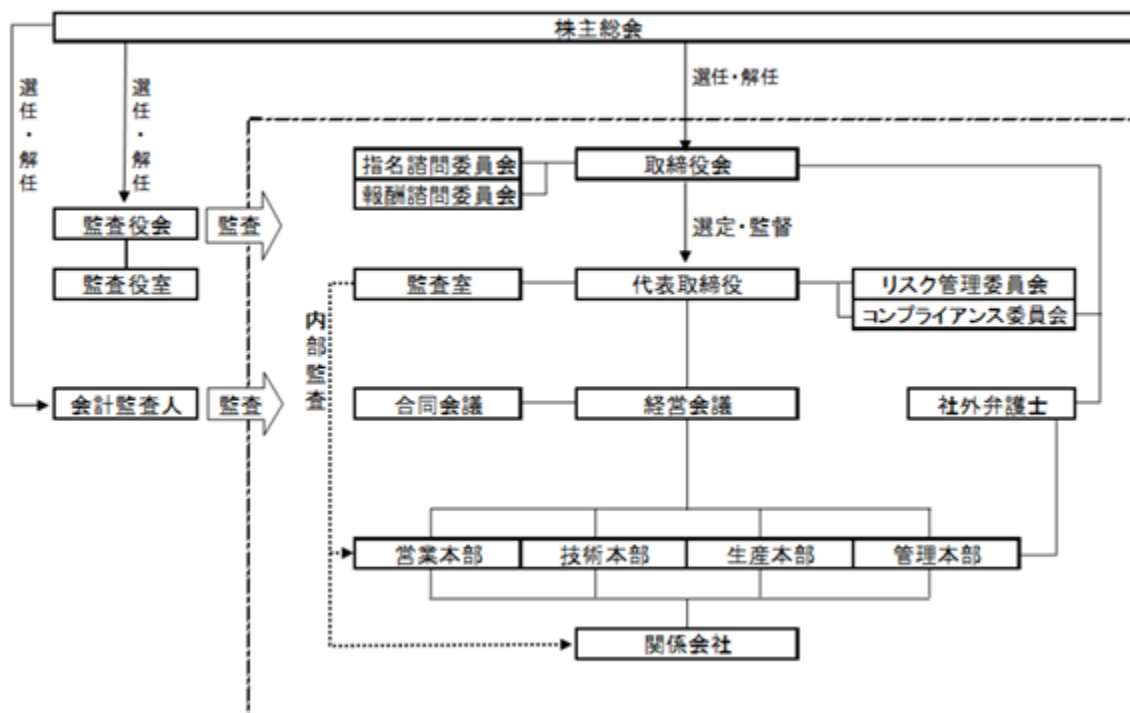 株主総会
選任・解任
選任・解任
選任・解任
指名諮問委員会
取締役会
報酬諮問委員会
監査役会
監査
選定・監督
監査役室
監査室
代表取締役
リスク管理委員会
コンプライアンス委員会
内部監査
会計監査人
監査
合同会議
経営会議
社外弁護士
営業本部
技術本部
生産本部
管理本部
関係会社